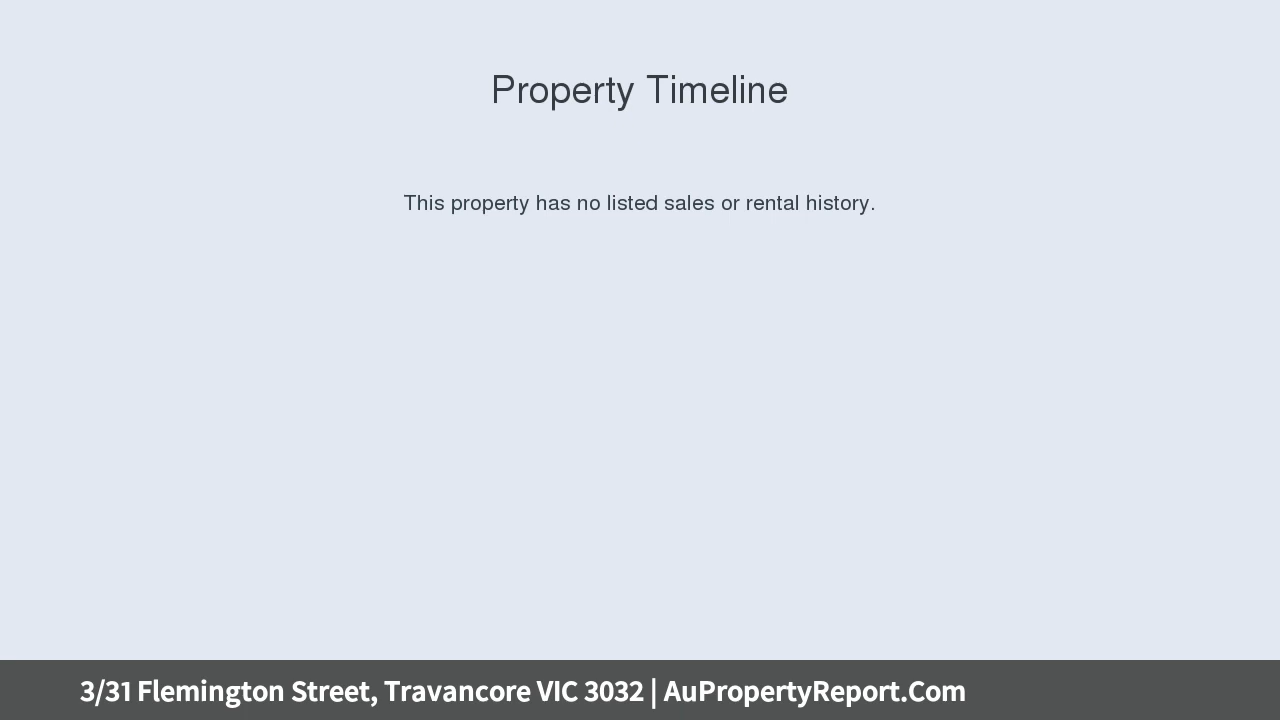 Property Timeline
This property has no listed sales or rental history.
3/31 Flemington Street, Travancore VIC 3032 | AuPropertyReport.Com